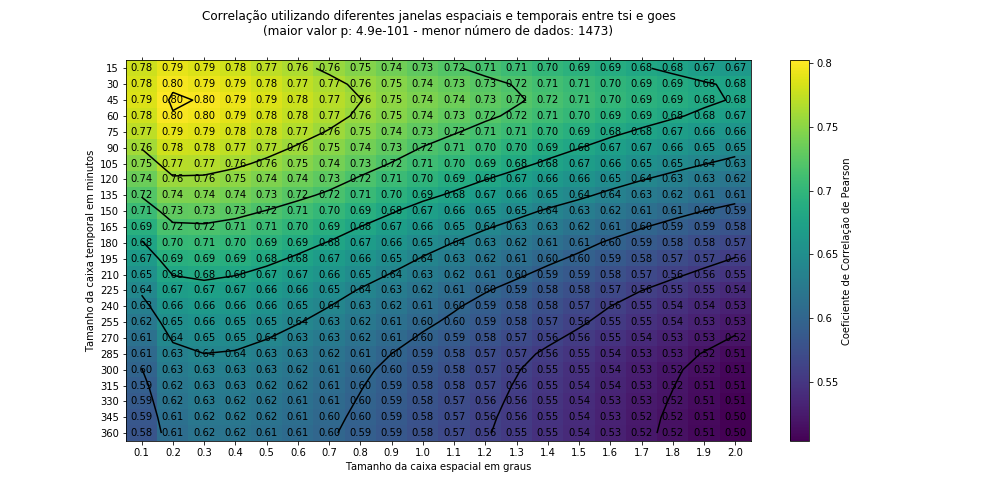 Correlação utilizando diferentes janelas espaciais e temporais entre tsi e goes
(maior valor p: 4.9e-101 - menor número de dados: 1473)
Tamanho da caixa temporal em minutos
15 0.78 0.79 0.79 0.78 0.77 0.76 0.76 0.75 0.74 0.73 0.72 0.71 0.71 0.70 0.69 0.69 0.68 0.68 0.67 0.67
30 0.78 0.80 0.79 0.79 0.78 0.77 0.77 0.76 0.75 0.74 0.73 0.73 0.72 0.71 0.71 0.70 0.69 0.69 0.68 0.68
45 0.79 0.80 0.80 0.79 0.79 0.78 0.77 0.76 0.75 0.74 0.74 0.73 0.72 0.72 0.71 0.70 0.69 0.69 0.68 0.68
60 0.78 0.80 0.80 0.79 0.78 0.78 0.77 0.76 0.75 0.74 0.73 0.72 0.72 0.71 0.70 0.69 0.69 0.68 0.68 0.67
75 0.77 0.79 0.79 0.78 0.78 0.77 0.76 0.75 0.74 0.73 0.72 0.71 0.71 0.70 0.69 0.68 0.68 0.67 0.66 0.66
90 0.76 0.78 0.78 0.77 0.77 0.76 0.75 0.74 0.73 0.72 0.71 0.70 0.70 0.69 0.68 0.67 0.67 0.66 0.65 0.65
105 0.75 0.77 0.77 0.76 0.76 0.75 0.74 0.73 0.72 0.71 0.70 0.69 0.68 0.68 0.67 0.66 0.65 0.65 0.64 0.63
120 0.74 0.76 0.76 0.75 0.74 0.74 0.73 0.72 0.71 0.70 0.69 0.68 0.67 0.66 0.66 0.65 0.64 0.63 0.63 0.62
135 0.72 0.74 0.74 0.74 0.73 0.72 0.72 0.71 0.70 0.69 0.68 0.67 0.66 0.65 0.64 0.64 0.63 0.62 0.61 0.61
150 0.71 0.73 0.73 0.73 0.72 0.71 0.70 0.69 0.68 0.67 0.66 0.65 0.65 0.64 0.63 0.62 0.61 0.61 0.60 0.59
165 0.69 0.72 0.72 0.71 0.71 0.70 0.69 0.68 0.67 0.66 0.65 0.64 0.63 0.63 0.62 0.61 0.60 0.59 0.59 0.58
180 0.68 0.70 0.71 0.70 0.69 0.69 0.68 0.67 0.66 0.65 0.64 0.63 0.62 0.61 0.61 0.60 0.59 0.58 0.58 0.57
195 0.67 0.69 0.69 0.69 0.68 0.68 0.67 0.66 0.65 0.64 0.63 0.62 0.61 0.60 0.60 0.59 0.58 0.57 0.57 0.56
210 0.65 0.68 0.68 0.68 0.67 0.67 0.66 0.65 0.64 0.63 0.62 0.61 0.60 0.59 0.59 0.58 0.57 0.56 0.56 0.55
225 0.64 0.67 0.67 0.67 0.66 0.66 0.65 0.64 0.63 0.62 0.61 0.60 0.59 0.58 0.58 0.57 0.56 0.55 0.55 0.54
240 0.63 0.66 0.66 0.66 0.66 0.65 0.64 0.63 0.62 0.61 0.60 0.59 0.58 0.58 0.57 0.56 0.55 0.54 0.54 0.53
255 0.62 0.65 0.66 0.65 0.65 0.64 0.63 0.62 0.61 0.60 0.60 0.59 0.58 0.57 0.56 0.55 0.55 0.54 0.53 0.53
270 0.61 0.64 0.65 0.65 0.64 0.63 0.63 0.62 0.61 0.60 0.59 0.58 0.57 0.56 0.56 0.55 0.54 0.53 0.53 0.52
285 0.61 0.63 0.64 0.64 0.63 0.63 0.62 0.61 0.60 0.59 0.58 0.57 0.57 0.56 0.55 0.54 0.53 0.53 0.52 0.51
300 0.60 0.63 0.63 0.63 0.63 0.62 0.61 0.61 0.60 0.59 0.58 0.57 0.56 0.55 0.54 0.54 0.53 0.52 0.52 0.51
315 0.59 0.62 0.63 0.63 0.62 0.62 0.61 0.60 0.59 0.58 0.58 0.57 0.56 0.55 0.54 0.54 0.53 0.52 0.51 0.51
330 0.59 0.62 0.63 0.62 0.62 0.61 0.61 0.60 0.59 0.58 0.58 0.57 0.56 0.55 0.54 0.53 0.53 0.52 0.51 0.51
345 0.59 0.61 0.62 0.62 0.62 0.61 0.60 0.60 0.59 0.58 0.57 0.56 0.56 0.55 0.54 0.53 0.52 0.52 0.51 0.50
360 0.58 0.61 0.62 0.62 0.61 0.61 0.60 0.59 0.59 0.58 0.57 0.56 0.55 0.55 0.54 0.53 0.52 0.52 0.51 0.50
0.1 0.2 0.3 0.4 0.5 0.6 0.7 0.8 0.9 1.0 1.1 1.2 1.3 1.4 1.5 1.6 1.7 1.8 1.9 2.0
Tamanho da caixa espacial em graus
0.8
0.75
0.7
0.65
0.6
0.55
Coeficiente de Correlação de Pearson